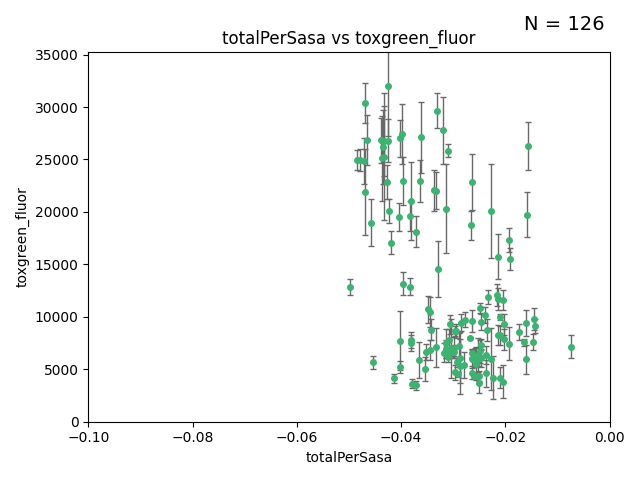 N = 126
totalPerSasa vs toxgreen_fluor
toxgreen_fluor
35000
30000
25000
20000
15000
10000
5000
0
−0.10 −0.08 −0.06 −0.04 −0.02 0.00
totalPerSasa